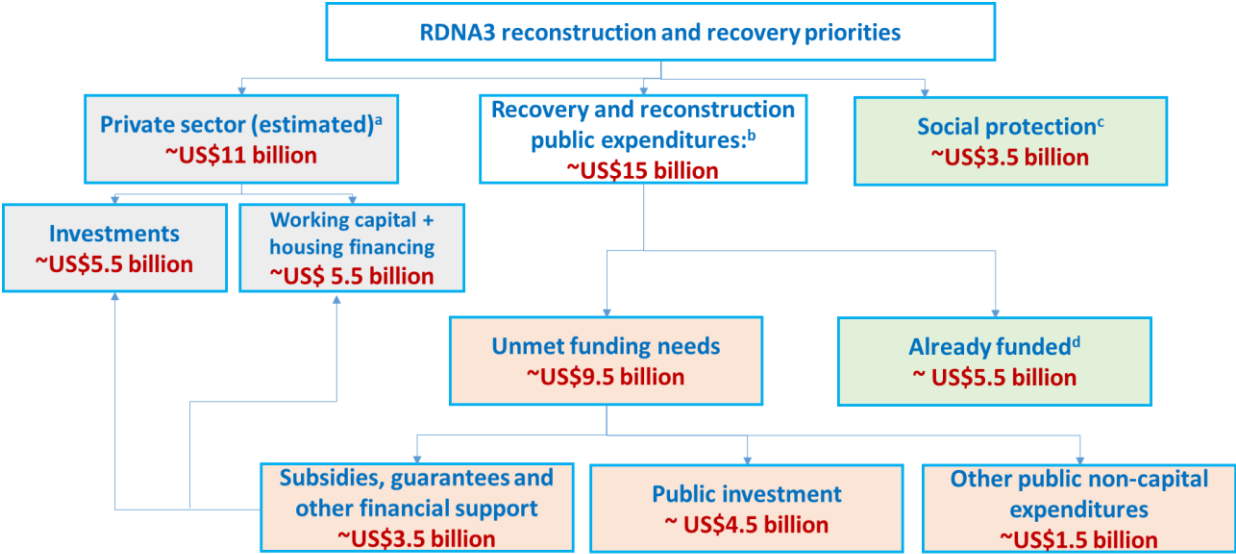 RDNA3 reconstruction and recovery priorities
Private sector (estimated)ᵃ
~US$11 billion
Recovery and reconstruction
public expenditures:ᵇ
~US$15 billion
Social protectionᶜ
~US$3.5 billion
Investments
~US$5.5 billion
Working capital +
housing financing
~US$ 5.5 billion
Unmet funding needs
~US$9.5 billion
Already fundedᵈ
~ US$5.5 billion
Subsidies, guarantees and
other financial support
~US$3.5 billion
Public investment
~ US$4.5 billion
Other public non-capital
expenditures
~US$1.5 billion